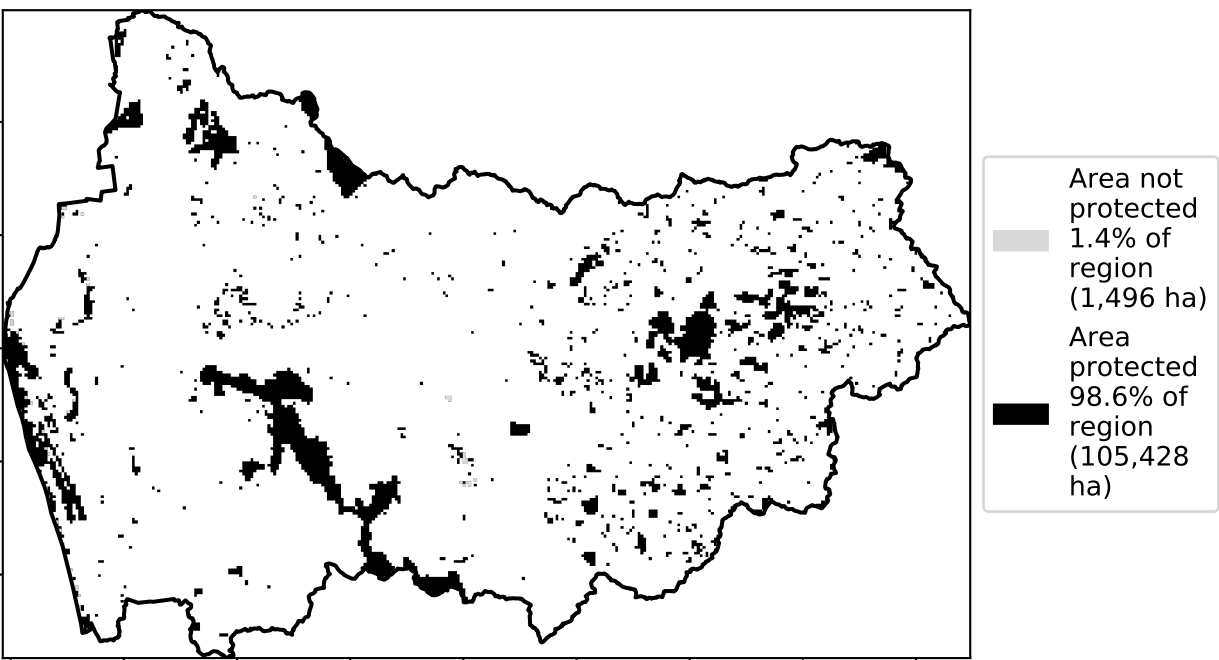 Area not
protected
1.4% of
region
(1,496 ha)
Area
protected
98.6% of
region
(105,428
ha)